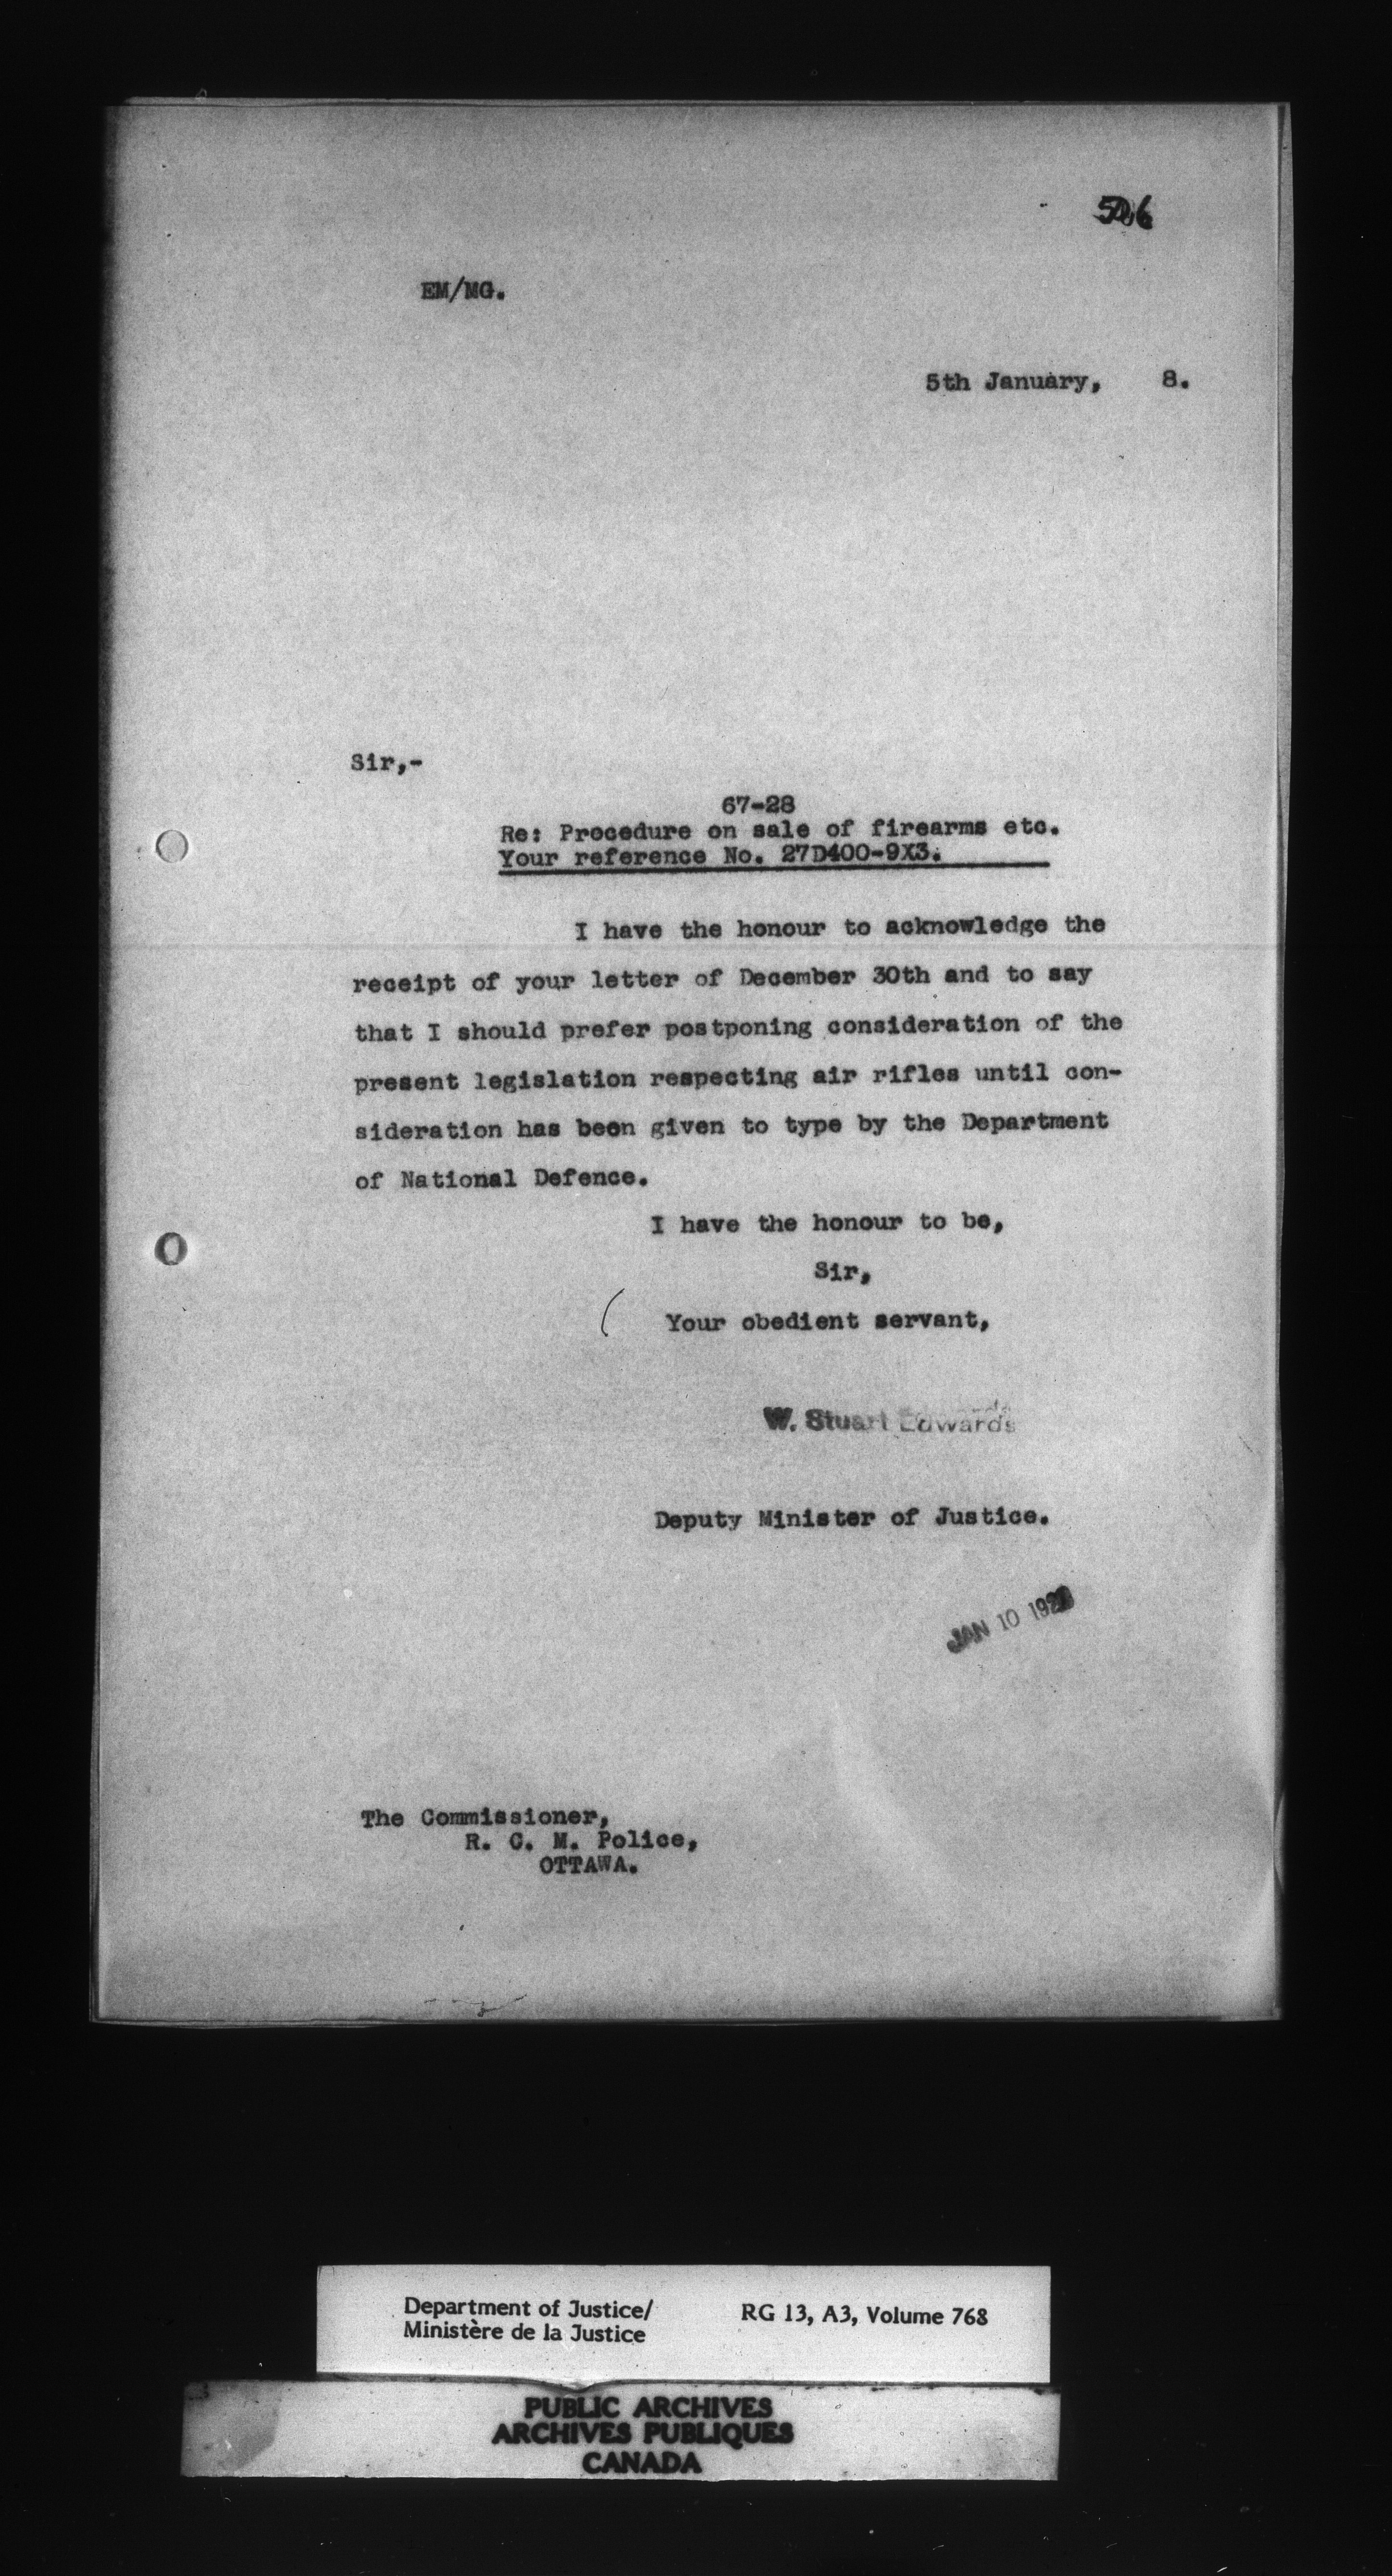 EM/MG.
5th January, 8.
Sir,-
67-28
Re: Procedure on sale of firearms etc.
Your reference No. 27D400-9X3.
I have the honour to acknowledge the
receipt of your letter of December 30th and to say
that I should prefer postponing consideration of the
present legislation respecting air rifles until con-
sideration has been given to type by the Department
of National Defence.
I have the honour to be,
Sir,
Your obedient servant,
W. Stuart Edwards
Deputy Minister of Justice.
JAN 10 1928
The Commissioner,
R. C. M. Police,
OTTAWA.
Department of Justice/
Ministère de la Justice
RG 13, A3, Volume 768
PUBLIC ARCHIVES
ARCHIVES PUBLIQUES
CANADA